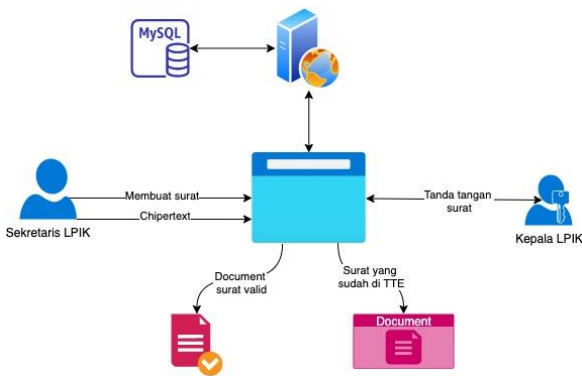 MySQL
Membuat surat
Chipertext
Sekretaris LPIK
Tanda tangan
surat
Kepala LPIK
Document
surat valid
Surat yang
sudah di TTE
Document